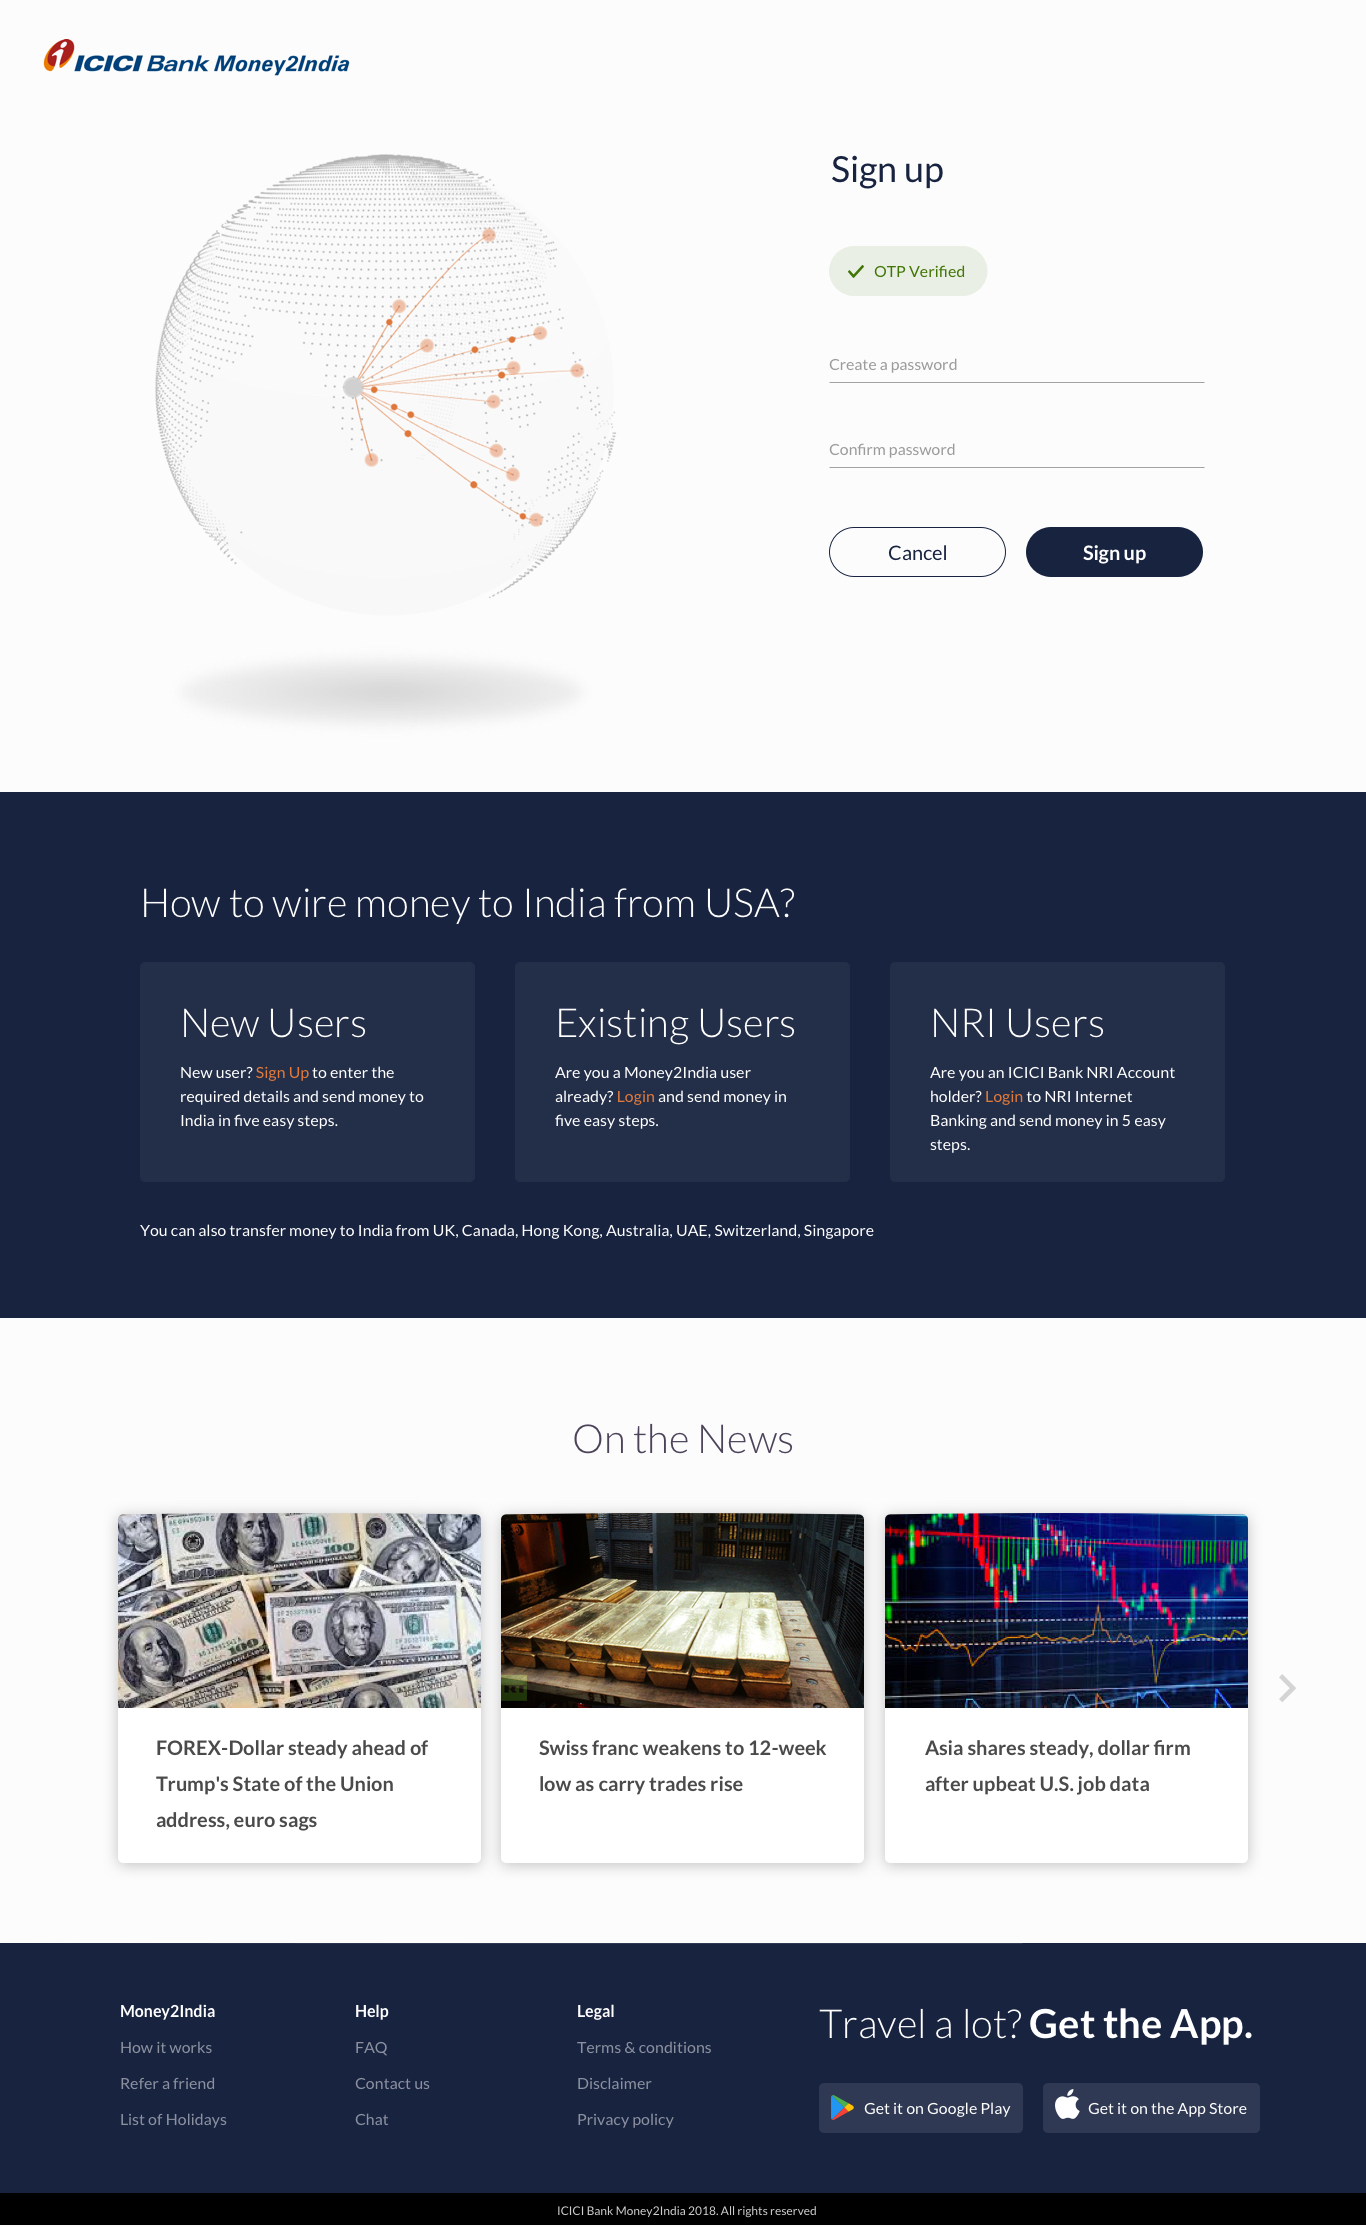 ICICI Bank Money2India
Sign up
OTP Verified
Create a password
Confirm password
Cancel
Sign up
How to wire money to India from USA?
New Users
New user? Sign Up to enter the
required details and send money to
India in five easy steps.
Existing Users
Are you a Money2India user
already? Login and send money in
five easy steps.
NRI Users
Are you an ICICI Bank NRI Account
holder? Login to NRI Internet
Banking and send money in 5 easy
steps.
You can also transfer money to India from UK, Canada, Hong Kong, Australia, UAE, Switzerland, Singapore
On the News
FOREX-Dollar steady ahead of
Trump's State of the Union
address, euro sags
Swiss franc weakens to 12-week
low as carry trades rise
Asia shares steady, dollar firm
after upbeat U.S. job data
Money2India
How it works
Refer a friend
List of Holidays
Help
FAQ
Contact us
Chat
Legal
Terms & conditions
Disclaimer
Privacy policy
Travel a lot? Get the App.
Get it on Google Play
Get it on the App Store
ICICI Bank Money2India 2018. All rights reserved